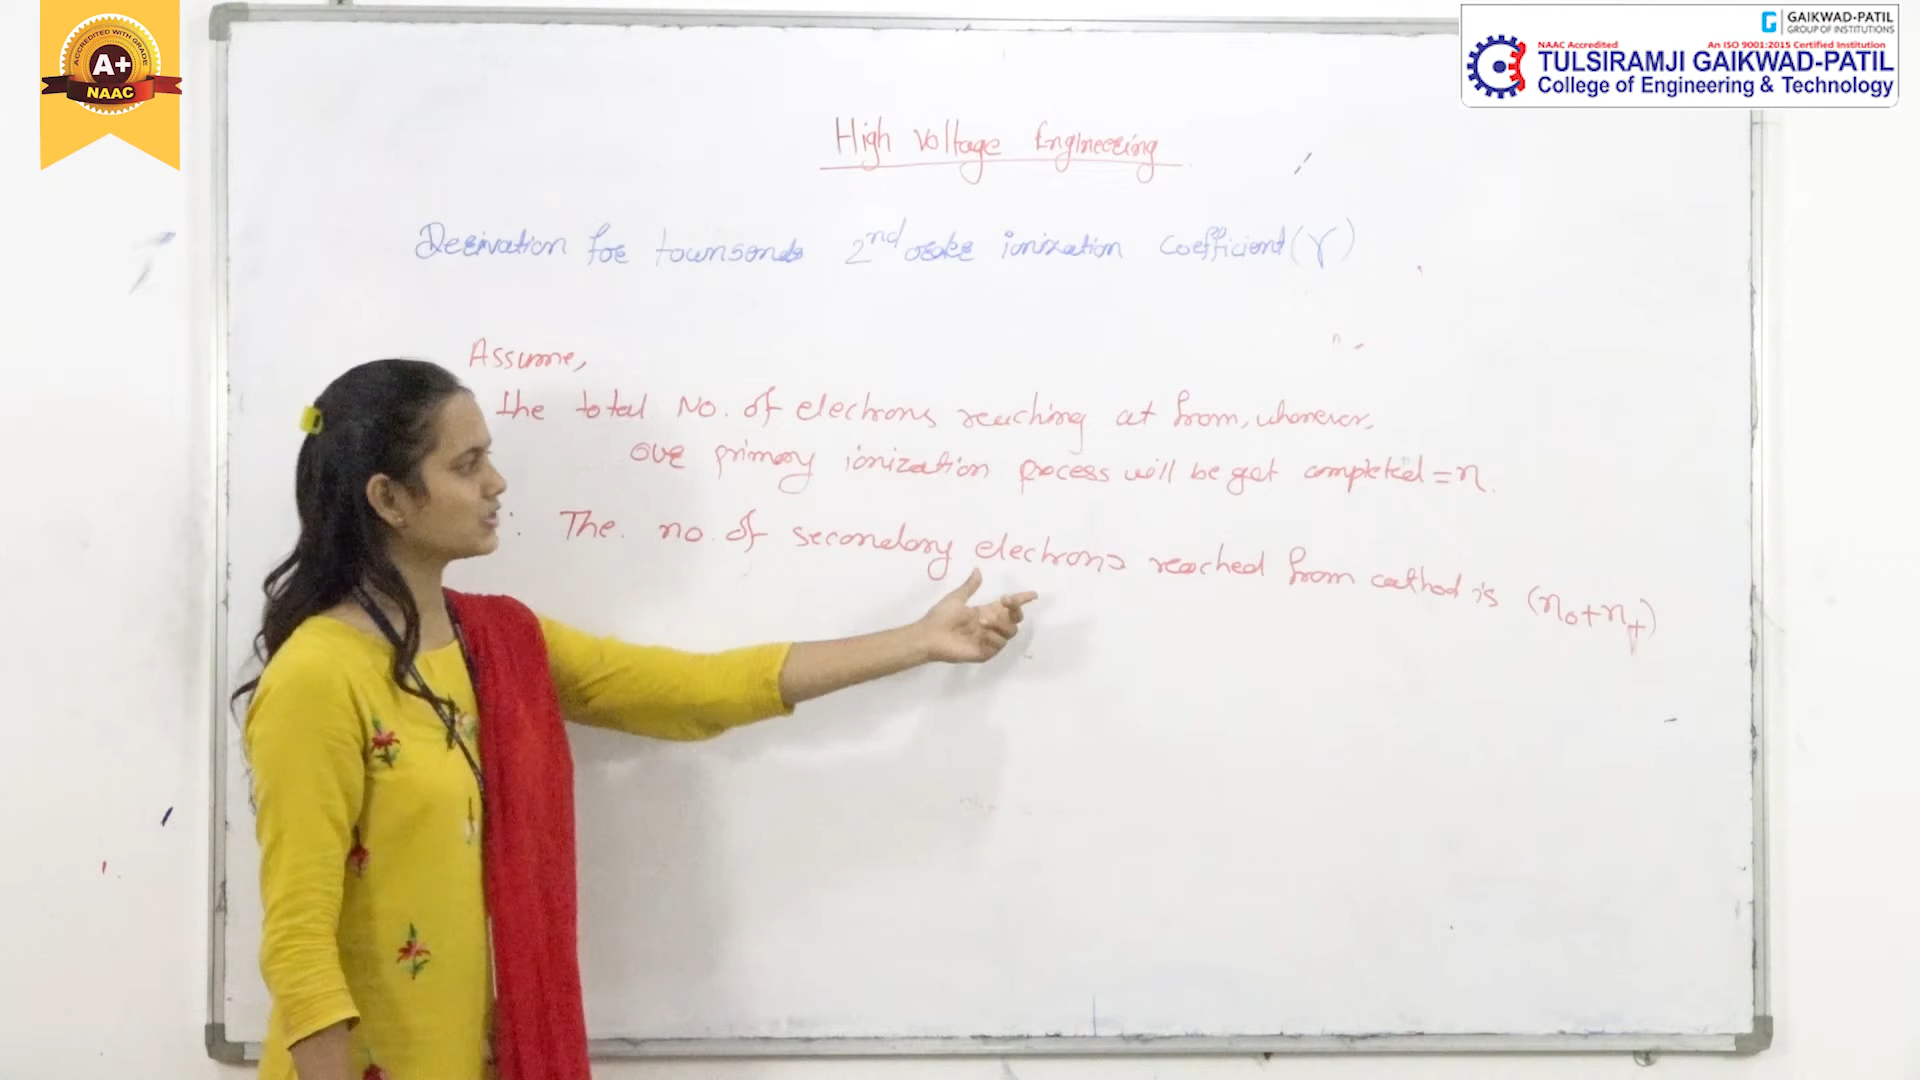 ACCREDITED WITH GRADE
A+
NAAC
GAIKWAD-PATIL
GROUP OF INSTITUTIONS
NAAC Accredited An ISO 9001:2015 Certified Institution
TULSIRAMJI GAIKWAD-PATIL
College of Engineering & Technology
High Voltage Engineering
Derivation for townsends 2nd ionization coefficient (γ)
Assume,
the total No. of electrons reaching at from, whenever,
our primary ionization process will be get completed = n.
∴ The. no. of secondary electrons reached from cathod is (n₀+n₊)